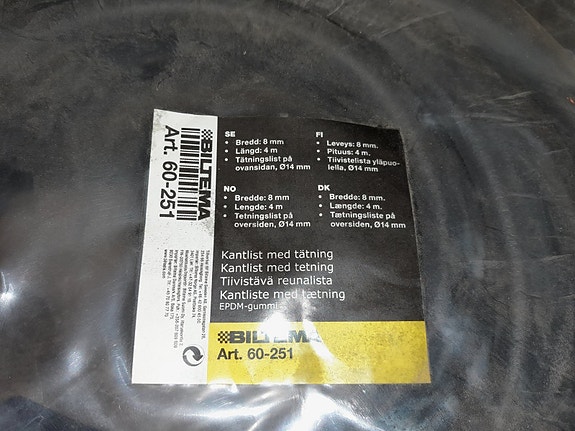 SE
• Bredd: 8 mm
• Längd: 4 m
• Tätningslist på
ovansidan, Ø14 mm
FI
• Leveys: 8 mm.
• Pituus: 4 m.
• Tiivistelista yläpuo-
lella, Ø14 mm
NO
• Bredde: 8 mm
• Lengde: 4 m
• Tetningslist på
oversiden, Ø14 mm
DK
• Bredde: 8 mm.
• Længde: 4 m
• Tætningsliste på
oversiden, Ø14 mm
Kantlist med tätning
Kantlist med tetning
Tiivistävä reunalista
Kantliste med tætning
EPDM-gummi
BILTEMA
Art. 60-251
BILTEMA
Art. 60-251